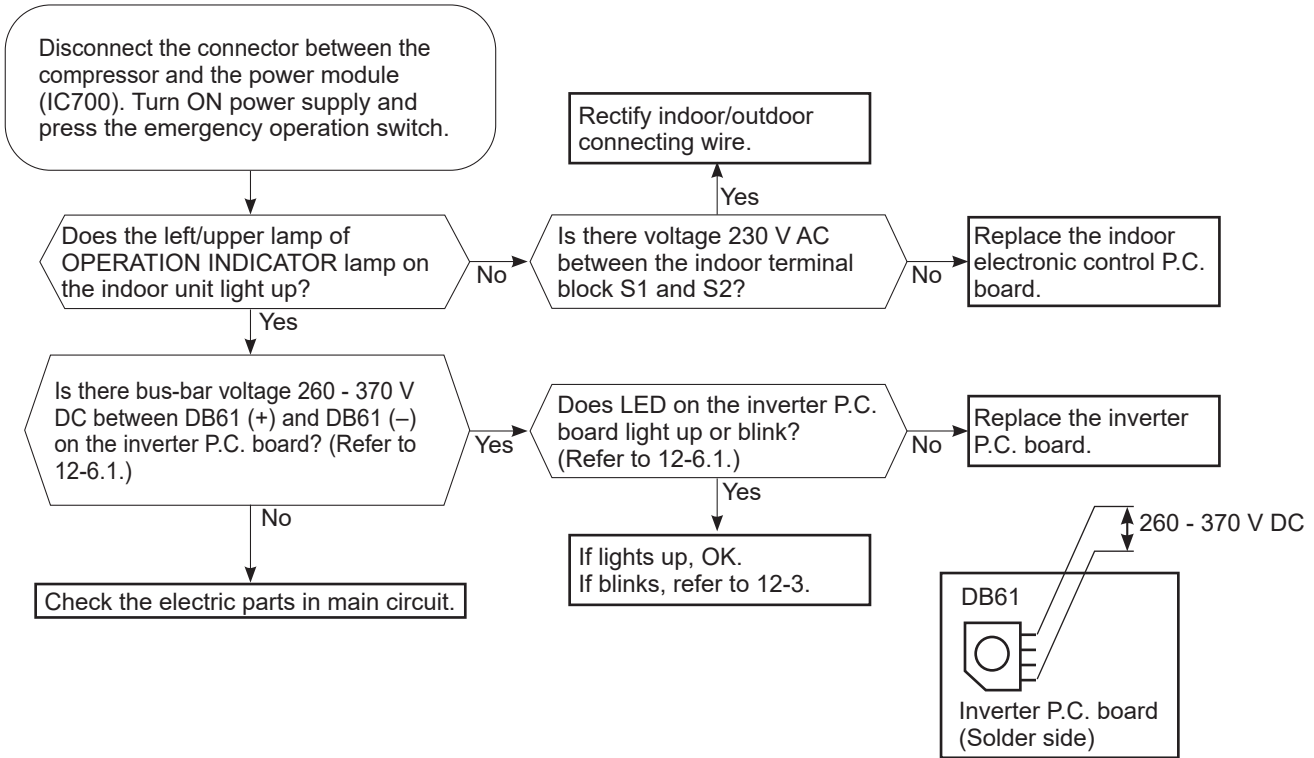 Disconnect the connector between the
compressor and the power module
(IC700). Turn ON power supply and
press the emergency operation switch.
Rectify indoor/outdoor
connecting wire.
Yes
Does the left/upper lamp of
OPERATION INDICATOR lamp on
the indoor unit light up?
No
Is there voltage 230 V AC
between the indoor terminal
block S1 and S2?
No
Replace the indoor
electronic control P.C.
board.
Yes
Is there bus-bar voltage 260 - 370 V
DC between DB61 (+) and DB61 (–)
on the inverter P.C. board? (Refer to
12-6.1.)
Yes
Does LED on the inverter P.C.
board light up or blink?
(Refer to 12-6.1.)
No
Replace the inverter
P.C. board.
No
Yes
Check the electric parts in main circuit.
If lights up, OK.
If blinks, refer to 12-3.
260 - 370 V DC
DB61
Inverter P.C. board
(Solder side)